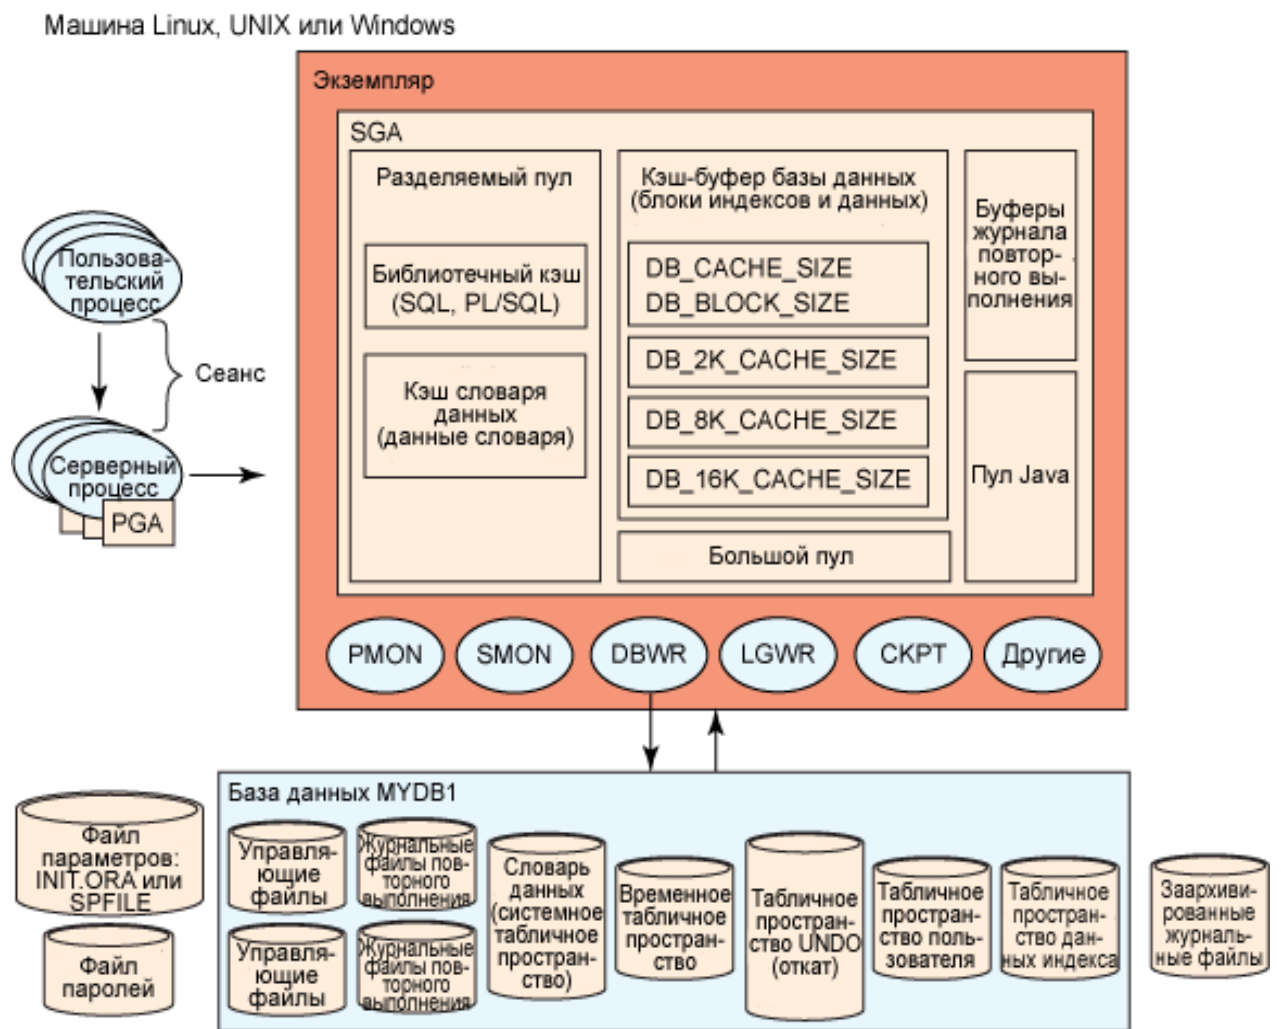 Машина Linux, UNIX или Windows
Экземпляр
SGA
Разделяемый пул
Библиотечный кэш
(SQL, PL/SQL)
Кэш словаря
данных
(данные словаря)
Кэш-буфер базы данных
(блоки индексов и данных)
DB_CACHE_SIZE
DB_BLOCK_SIZE
DB_2K_CACHE_SIZE
DB_8K_CACHE_SIZE
DB_16K_CACHE_SIZE
Большой пул
Буферы
журнала
повтор-
ного вы-
полнения
Пул Java
Пользова-
тельский
процесс
Сеанс
Серверный
процесс
PGA
PMON
SMON
DBWR
LGWR
CKPT
Другие
База данных MYDB1
Файл
параметров:
INIT.ORA или
SPFILE
Файл
паролей
Управля-
ющие
файлы
Управля-
ющие
файлы
Журнальные
файлы пов-
торного
выполнения
Журнальные
файлы пов-
торного
выполнения
Словарь
данных
(системное
табличное
простран-
ство)
Временное
табличное
простран-
ство
Табличное
простран-
ство UNDO
(откат)
Табличное
простран-
ство поль-
зователя
Табличное
простран-
ство дан-
ных индекса
Заархиви-
рованные
журналь-
ные файлы